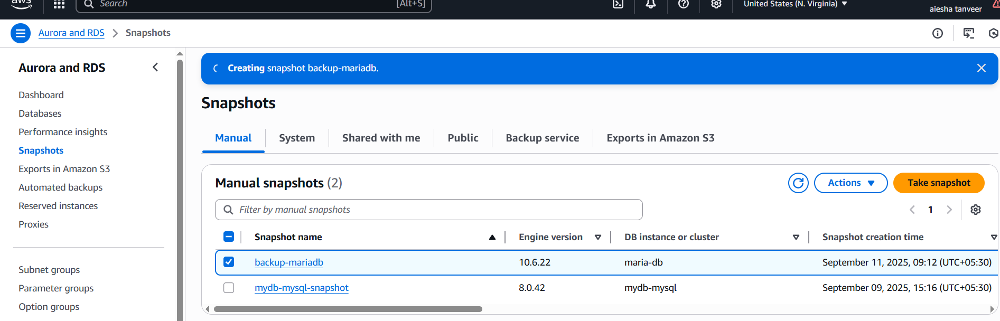 aws
Search
[Alt+S]
United States (N. Virginia)
aiesha tanveer
Aurora and RDS
Snapshots
Aurora and RDS
Dashboard
Databases
Performance insights
Snapshots
Exports in Amazon S3
Automated backups
Reserved instances
Proxies
Subnet groups
Parameter groups
Option groups
Creating snapshot backup-mariadb.
Snapshots
Manual System Shared with me Public Backup service Exports in Amazon S3
Manual snapshots (2)
Actions
Take snapshot
Filter by manual snapshots
1
Snapshot name Engine version DB instance or cluster Snapshot creation time
backup-mariadb 10.6.22 maria-db September 11, 2025, 09:12 (UTC+05:30)
mydb-mysql-snapshot 8.0.42 mydb-mysql September 09, 2025, 15:16 (UTC+05:30)